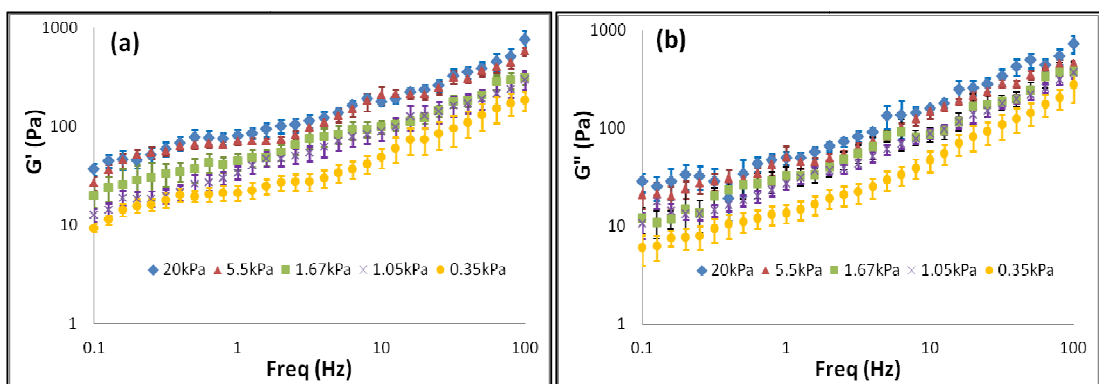 (a)
G' (Pa)
1000
100
10
1
20kPa 5.5kPa 1.67kPa 1.05kPa 0.35kPa
0.1 1 10 100
Freq (Hz)
(b)
G'' (Pa)
1000
100
10
1
20kPa 5.5kPa 1.67kPa 1.05kPa 0.35kPa
0.1 1 10 100
Freq (Hz)